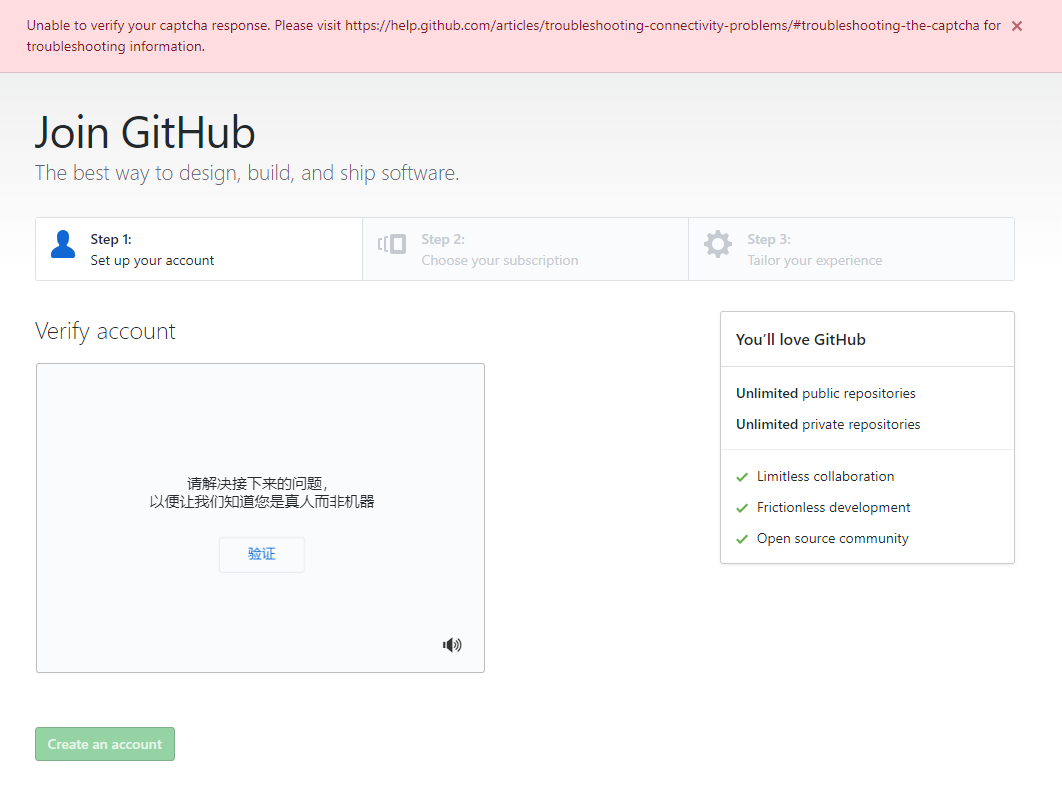 Unable to verify your captcha response. Please visit https://help.github.com/articles/troubleshooting-connectivity-problems/#troubleshooting-the-captcha for
troubleshooting information.
Join GitHub
The best way to design, build, and ship software.
Step 1:
Set up your account
Step 2:
Choose your subscription
Step 3:
Tailor your experience
Verify account
请解决接下来的问题，
以便让我们知道您是真人而非机器
验证
Create an account
You’ll love GitHub
Unlimited public repositories
Unlimited private repositories
Limitless collaboration
Frictionless development
Open source community